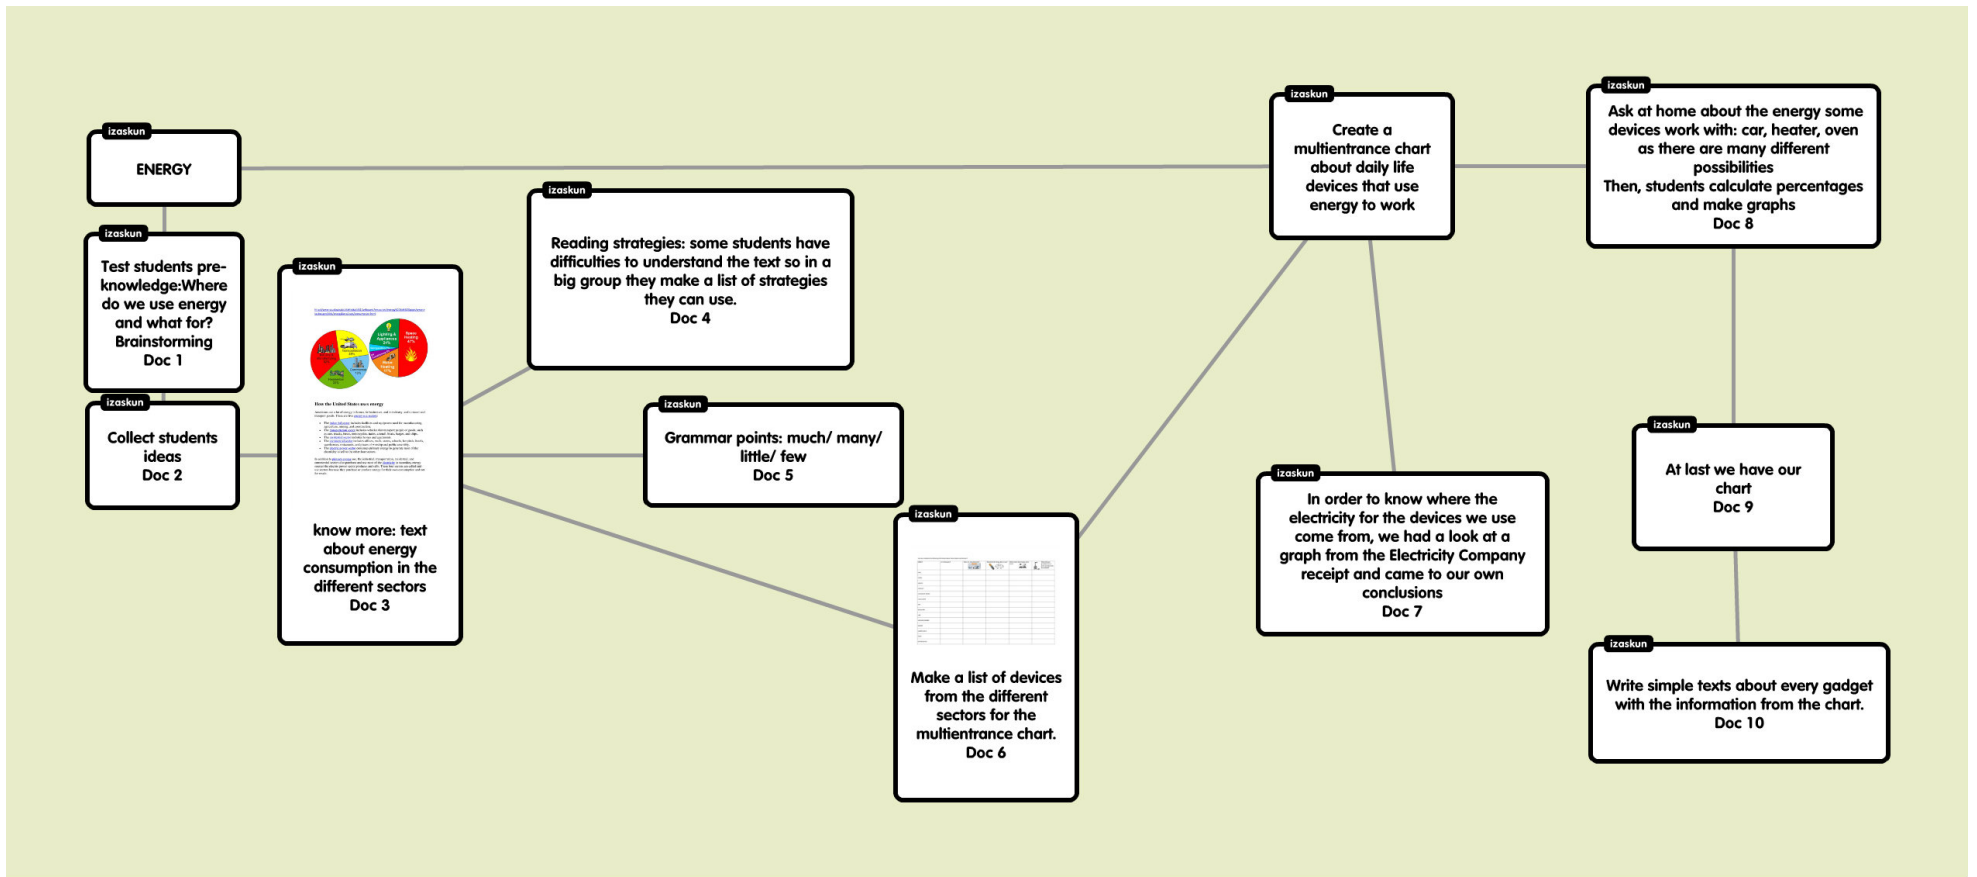 izaskun
ENERGY
izaskun
Test students pre-
knowledge:Where
do we use energy
and what for?
Brainstorming
Doc 1
izaskun
Collect students
ideas
Doc 2
izaskun
How the United States uses energy
know more: text
about energy
consumption in the
different sectors
Doc 3
izaskun
Reading strategies: some students have
difficulties to understand the text so in a
big group they make a list of strategies
they can use.
Doc 4
izaskun
Grammar points: much/ many/
little/ few
Doc 5
izaskun
Make a list of devices
from the different
sectors for the
multientrance chart.
Doc 6
izaskun
Create a
multientrance chart
about daily life
devices that use
energy to work
izaskun
In order to know where the
electricity for the devices we use
come from, we had a look at a
graph from the Electricity Company
receipt and came to our own
conclusions
Doc 7
izaskun
Ask at home about the energy some
devices work with: car, heater, oven
as there are many different
possibilities
Then, students calculate percentages
and make graphs
Doc 8
izaskun
At last we have our
chart
Doc 9
izaskun
Write simple texts about every gadget
with the information from the chart.
Doc 10